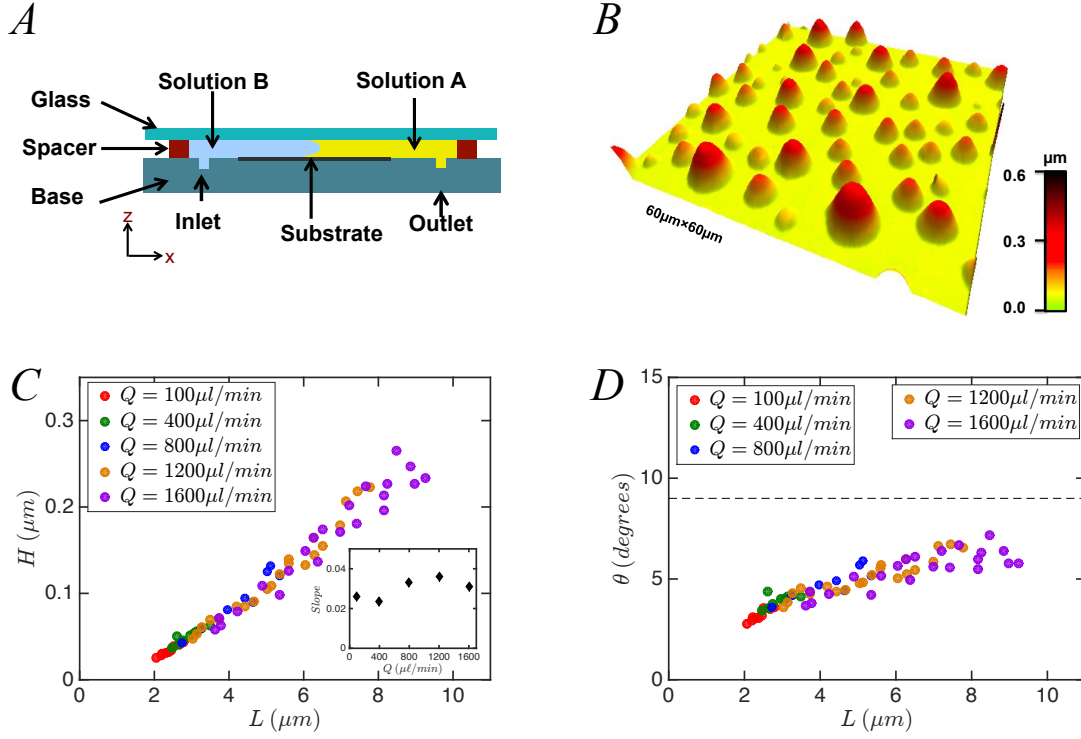 A
Solution B
Solution A
Glass
Spacer
Base
Inlet
Substrate
Outlet
z
x
B
60μm×60μm
μm
0.6
0.3
0.0
C
Q = 100μl/min
Q = 400μl/min
Q = 800μl/min
Q = 1200μl/min
Q = 1600μl/min
0.3
0.2
0.1
0
H (μm)
0 2 4 6 8 10
L (μm)
0.04
0.02
0
Slope
0 400 800 1200 1600
Q (μℓ/min)
D
Q = 100μl/min
Q = 400μl/min
Q = 800μl/min
Q = 1200μl/min
Q = 1600μl/min
15
10
5
0
θ (degrees)
0 2 4 6 8 10
L (μm)